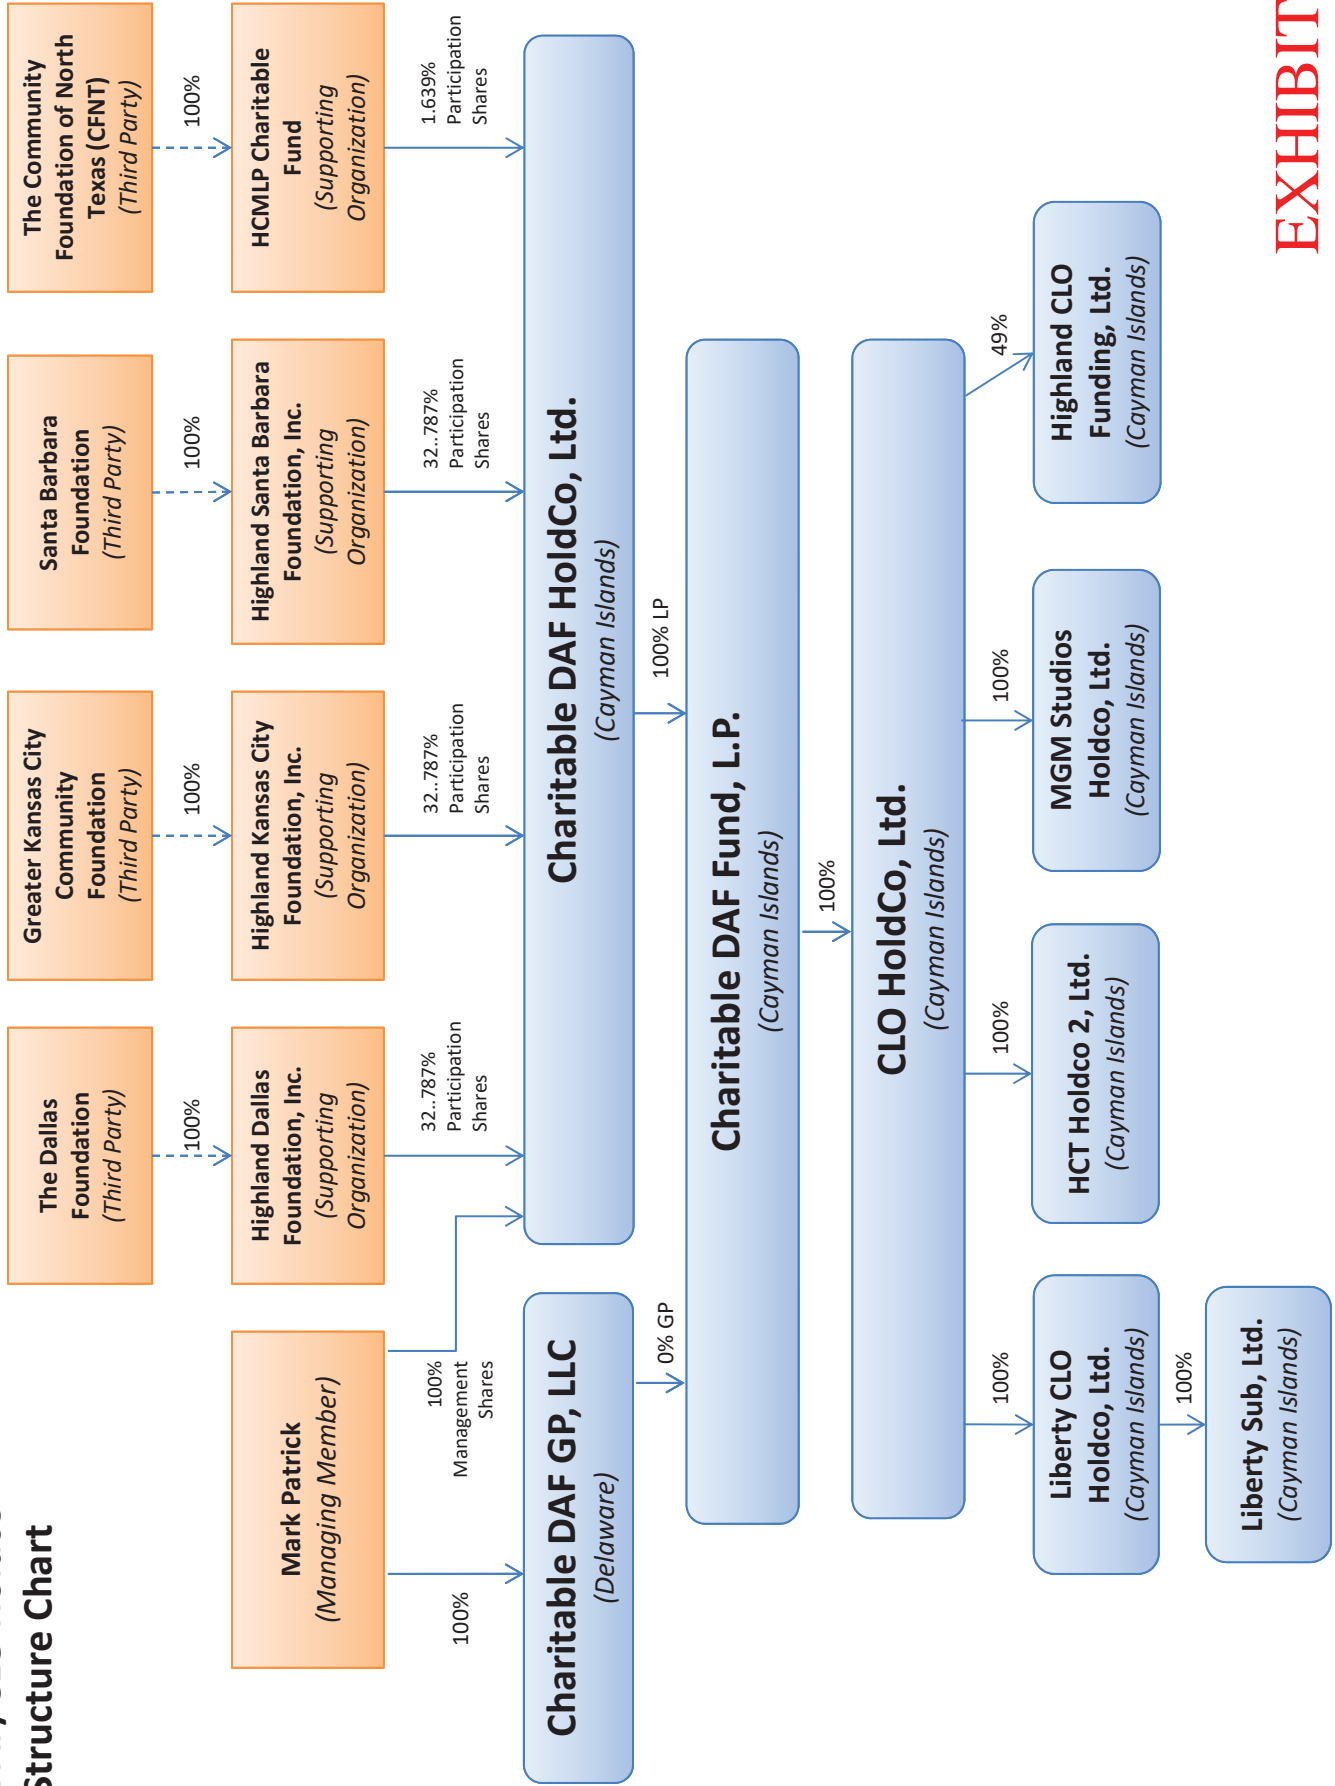 Structure Chart
The Dallas
Foundation
(Third Party)
Greater Kansas City
Community
Foundation
(Third Party)
Santa Barbara
Foundation
(Third Party)
The Community
Foundation of North
Texas (CFNT)
(Third Party)
100%
100%
100%
100%
Mark Patrick
(Managing Member)
Highland Dallas
Foundation, Inc.
(Supporting
Organization)
Highland Kansas City
Foundation, Inc.
(Supporting
Organization)
Highland Santa Barbara
Foundation, Inc.
(Supporting
Organization)
HCMLP Charitable
Fund
(Supporting
Organization)
100%
100%
Management
Shares
32..787%
Participation
Shares
32..787%
Participation
Shares
32..787%
Participation
Shares
1.639%
Participation
Shares
Charitable DAF GP, LLC
(Delaware)
Charitable DAF HoldCo, Ltd.
(Cayman Islands)
0% GP
100% LP
Charitable DAF Fund, L.P.
(Cayman Islands)
100%
CLO HoldCo, Ltd.
(Cayman Islands)
100%
100%
100%
49%
Liberty CLO
Holdco, Ltd.
(Cayman Islands)
HCT Holdco 2, Ltd.
(Cayman Islands)
MGM Studios
Holdco, Ltd.
(Cayman Islands)
Highland CLO
Funding, Ltd.
(Cayman Islands)
100%
Liberty Sub, Ltd.
(Cayman Islands)
EXHIBIT